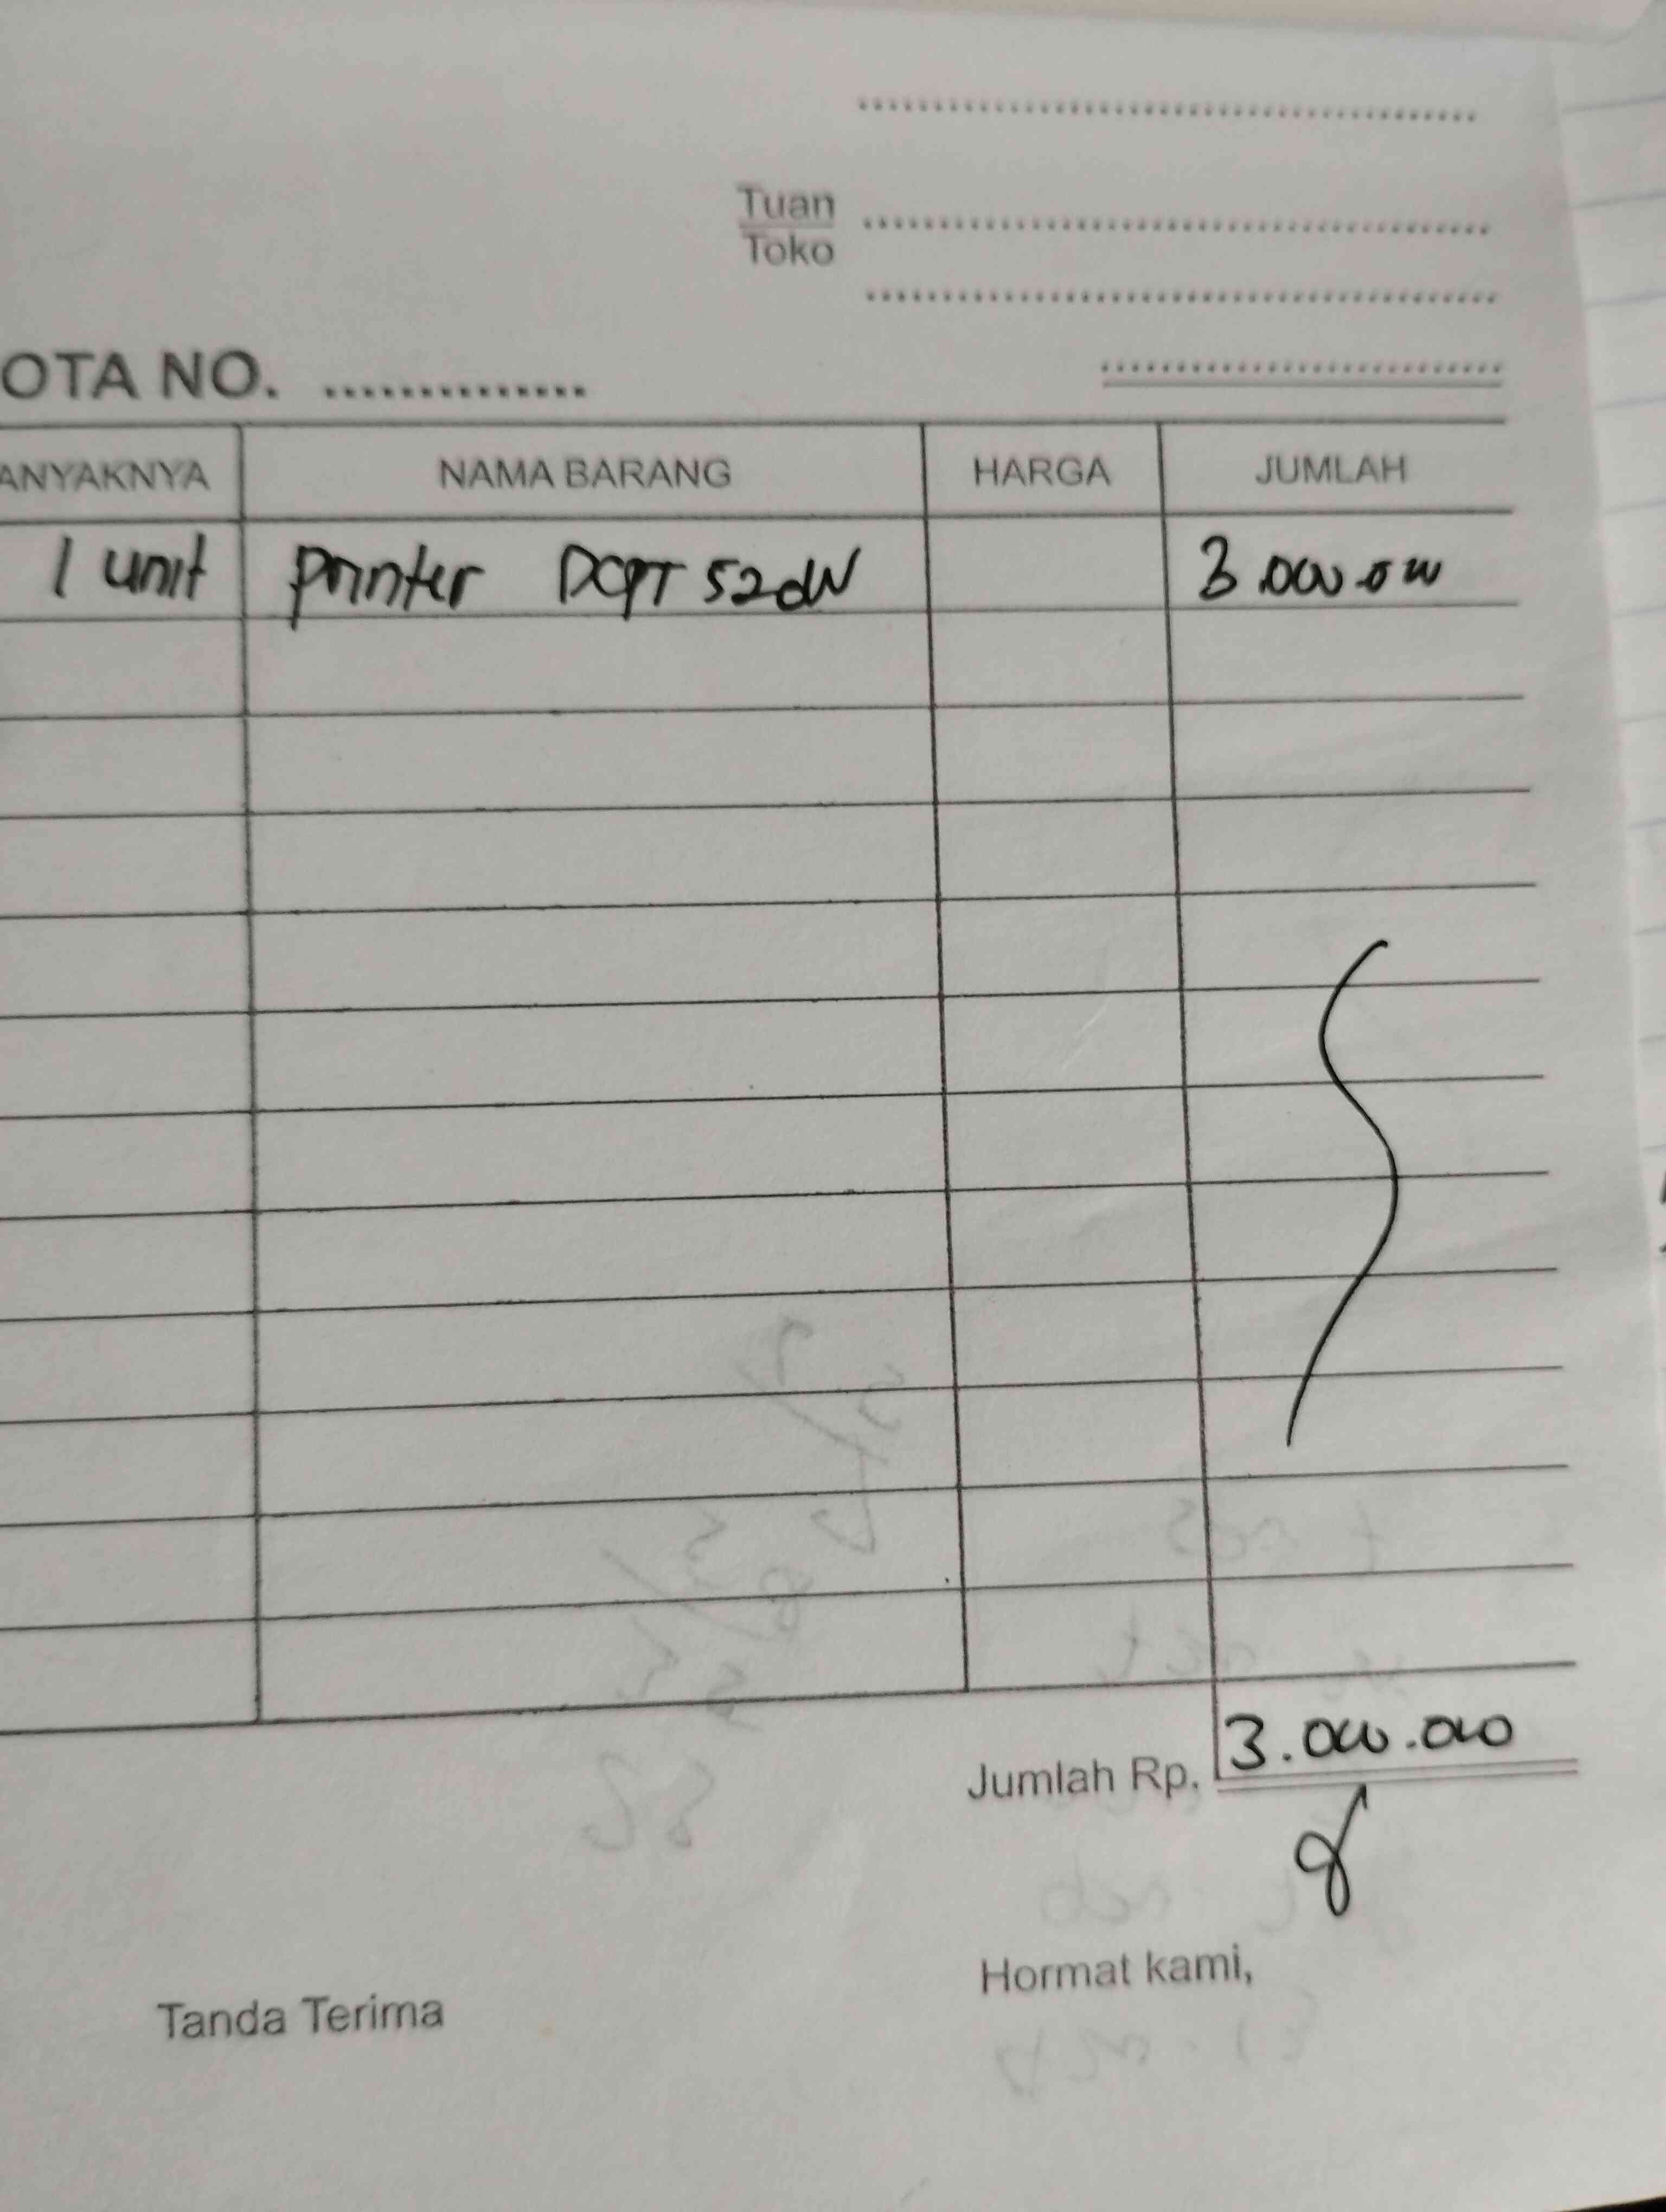 Tuan
Toko
OTA NO. ..............
ANYAKNYA NAMA BARANG HARGA JUMLAH
1 unit printer DCPT 520W 3.000.000
Jumlah Rp. 3.000.000
Hormat kami,
Tanda Terima